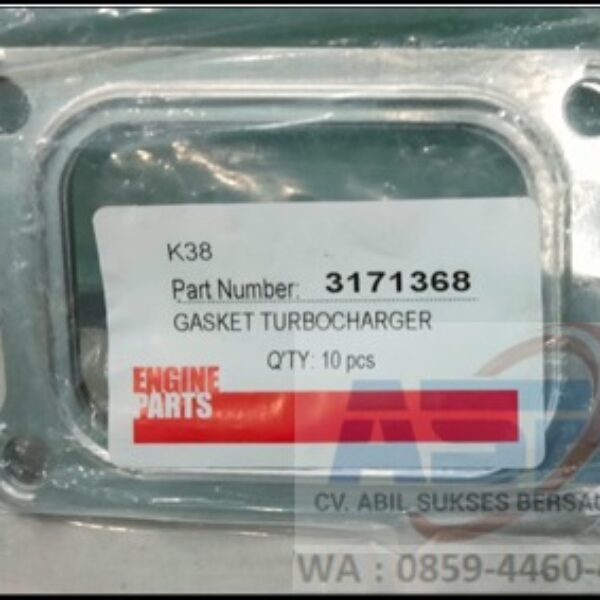 K38
Part Number: 3171368
GASKET TURBOCHARGER
Q'TY: 10 pcs
ENGINE
PARTS
CV. ABIL SUKSES
WA : 0859-4460-